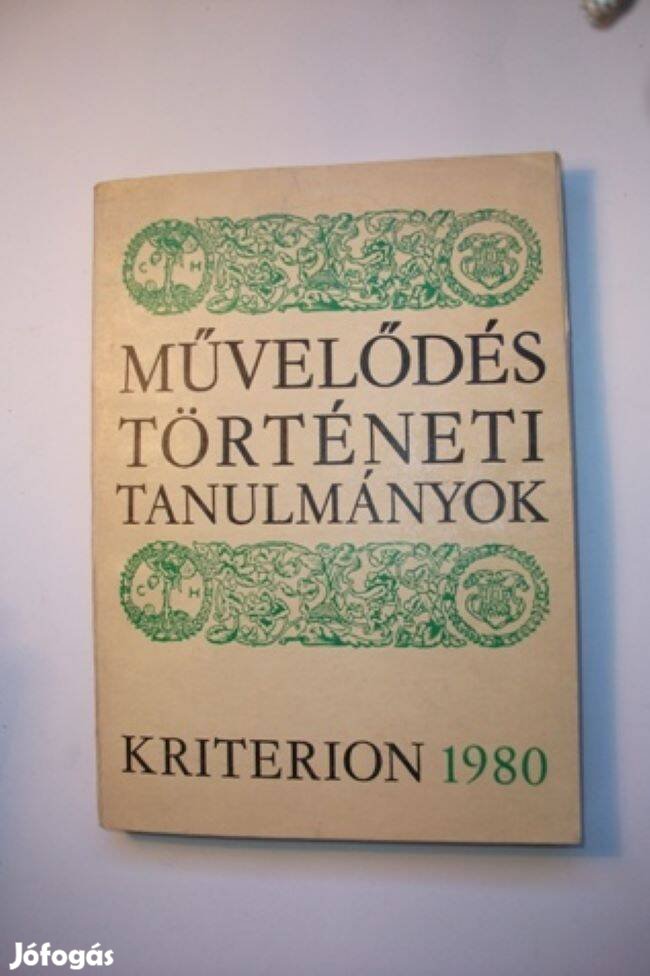 C H
MŰVELŐDÉS
TÖRTÉNETI
TANULMÁNYOK
C H
KRITERION 1980
Jófogás